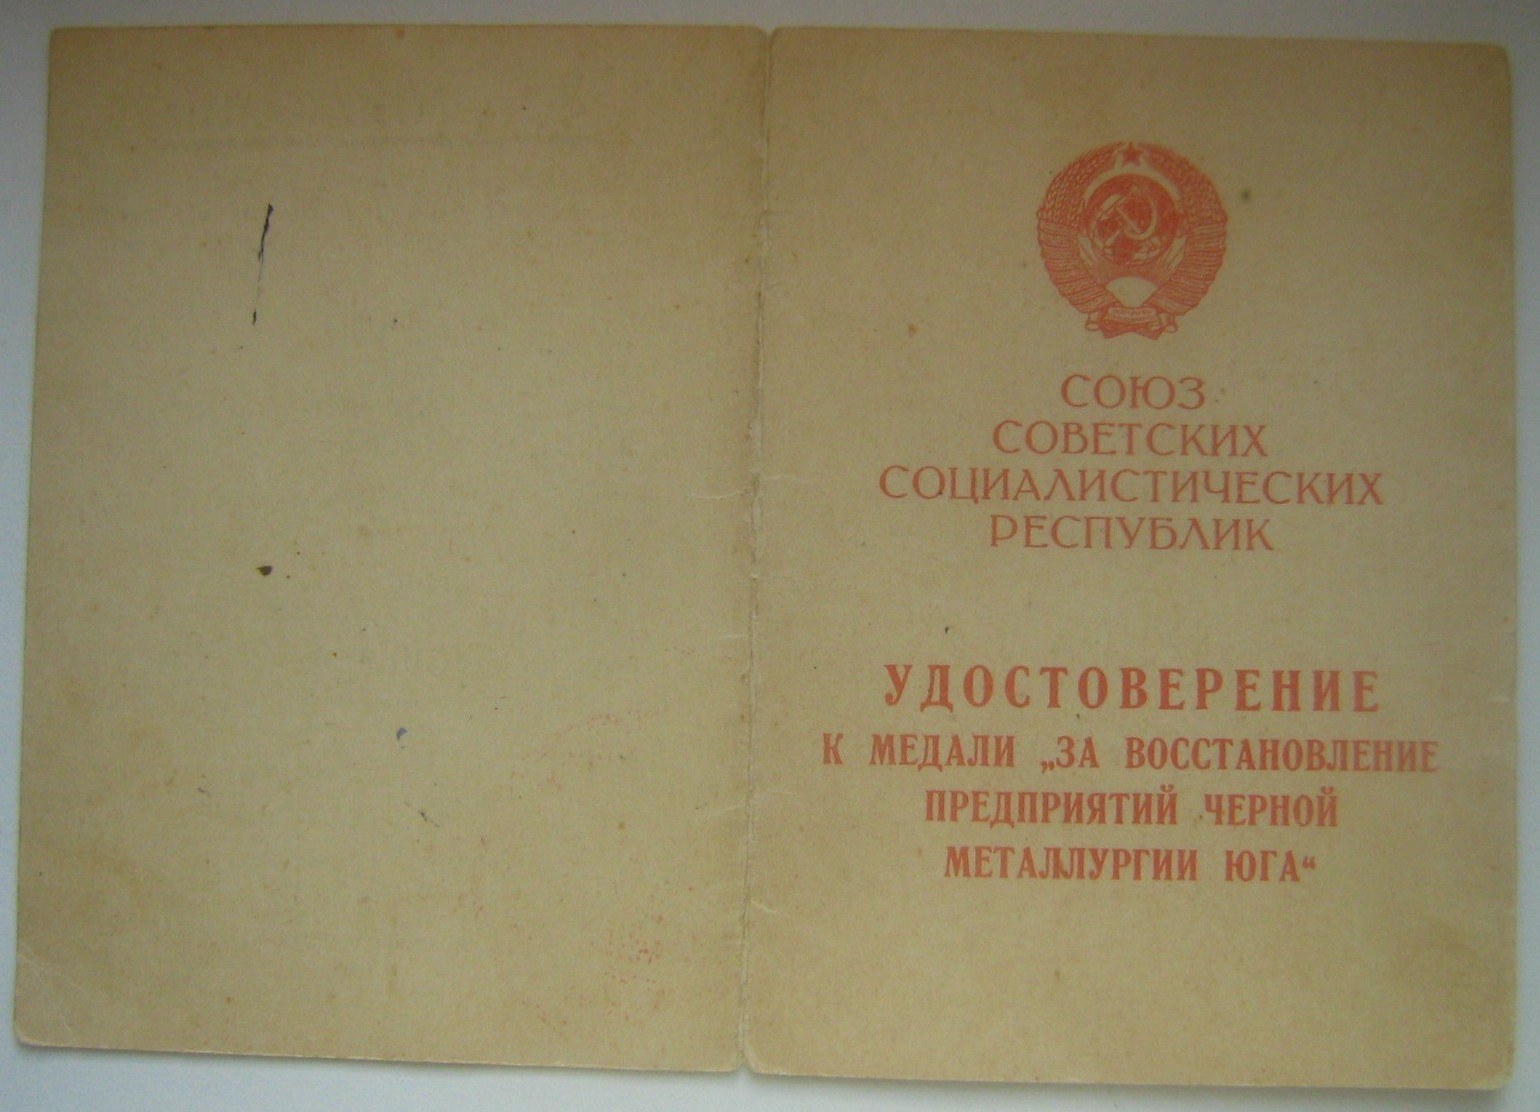 СОЮЗ
СОВЕТСКИХ
СОЦИАЛИСТИЧЕСКИХ
РЕСПУБЛИК
УДОСТОВЕРЕНИЕ
К МЕДАЛИ „ЗА ВОССТАНОВЛЕНИЕ
ПРЕДПРИЯТИЙ ЧЕРНОЙ
МЕТАЛЛУРГИИ ЮГА“